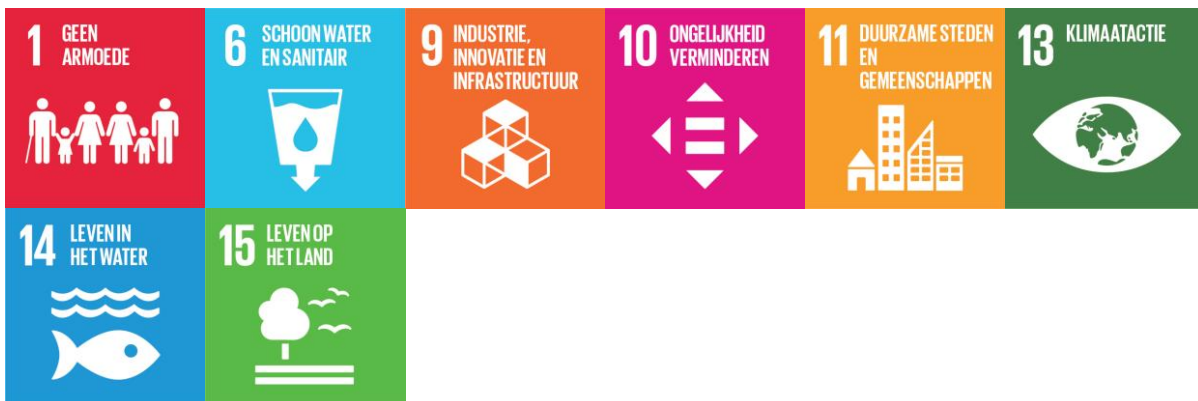 1 GEEN
ARMOEDE
6 SCHOON WATER
EN SANITAIR
9 INDUSTRIE,
INNOVATIE EN
INFRASTRUCTUUR
10 ONGELIJKHEID
VERMINDEREN
11 DUURZAME STEDEN
EN
GEMEENSCHAPPEN
13 KLIMAATACTIE
14 LEVEN IN
HET WATER
15 LEVEN OP
HET LAND